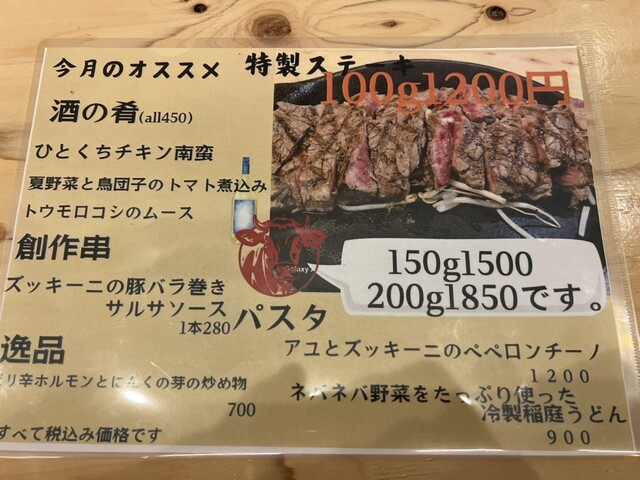 今月のオススメ
特製ステーキ
100g1200円
酒の肴(all450)
ひとくちチキン南蛮
夏野菜と鳥団子のトマト煮込み
トウモロコシのムース
150g1500
200g1850です。
創作串
ズッキーニの豚バラ巻き
サルサソース
1本280
パスタ
アユとズッキーニのペペロンチーノ
1200
逸品
リ辛ホルモンとにんにくの芽の炒め物
700
ネバネバ野菜をたっぷり使った
冷製稲庭うどん
900
すべて税込み価格です